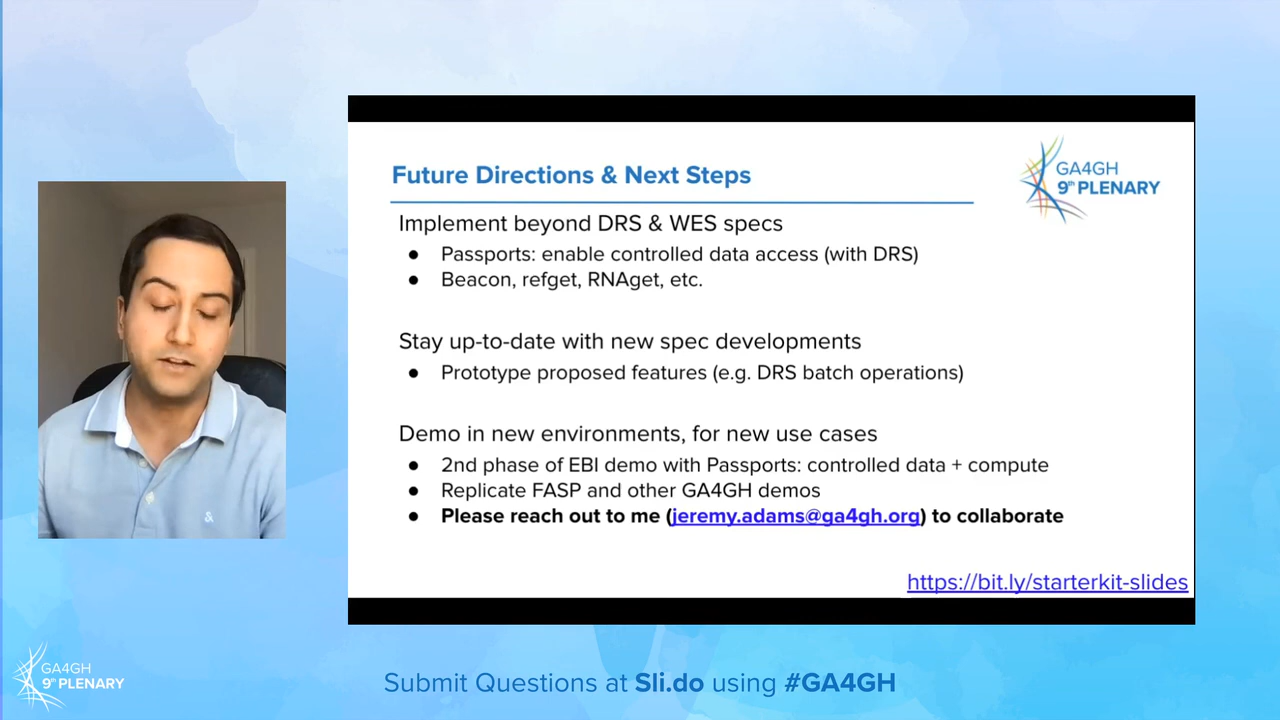 Future Directions & Next Steps
GA4GH
9th PLENARY
Implement beyond DRS & WES specs
● Passports: enable controlled data access (with DRS)
● Beacon, refget, RNAget, etc.
Stay up-to-date with new spec developments
● Prototype proposed features (e.g. DRS batch operations)
Demo in new environments, for new use cases
● 2nd phase of EBI demo with Passports: controlled data + compute
● Replicate FASP and other GA4GH demos
● Please reach out to me (jeremy.adams@ga4gh.org) to collaborate
https://bit.ly/starterkit-slides
&
GA4GH
9th PLENARY
Submit Questions at Sli.do using #GA4GH